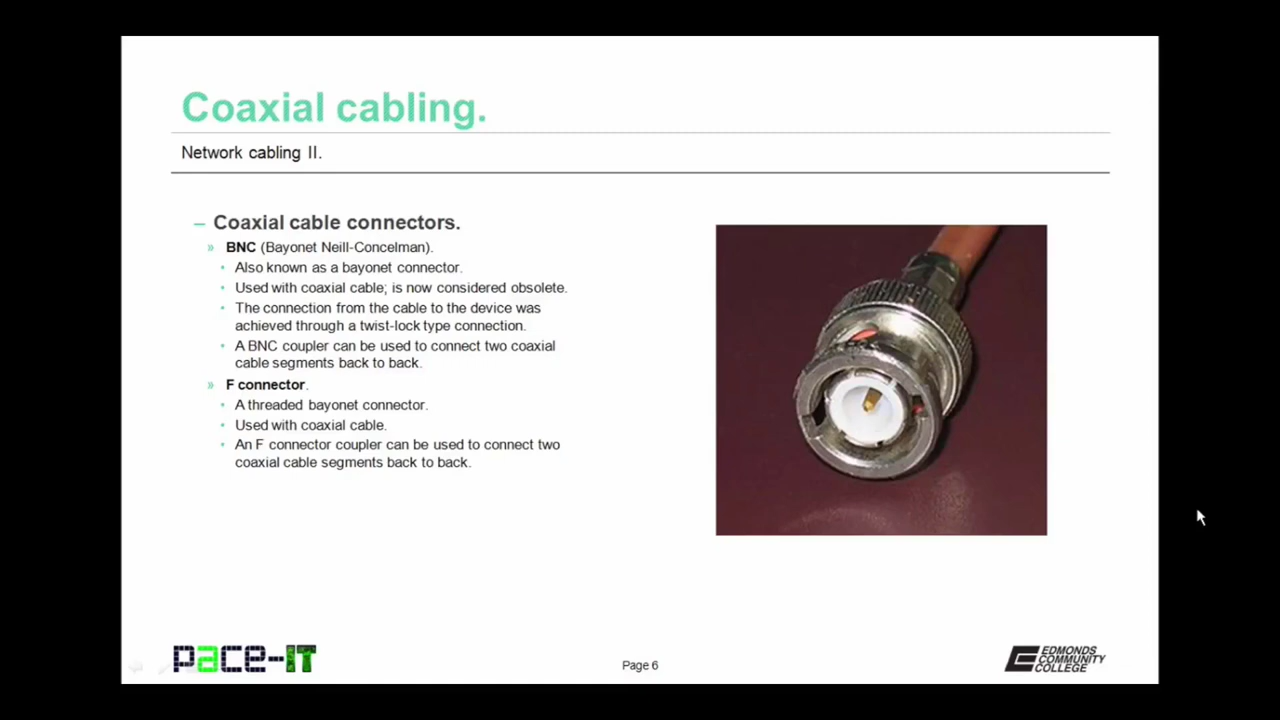 Coaxial cabling.
Network cabling II.
– Coaxial cable connectors.
» BNC (Bayonet Neill-Concelman).
• Also known as a bayonet connector.
• Used with coaxial cable; is now considered obsolete.
• The connection from the cable to the device was
achieved through a twist-lock type connection.
• A BNC coupler can be used to connect two coaxial
cable segments back to back.
» F connector.
• A threaded bayonet connector.
• Used with coaxial cable.
• An F connector coupler can be used to connect two
coaxial cable segments back to back.
pace-IT
Page 6
EDMONDS
COMMUNITY
COLLEGE